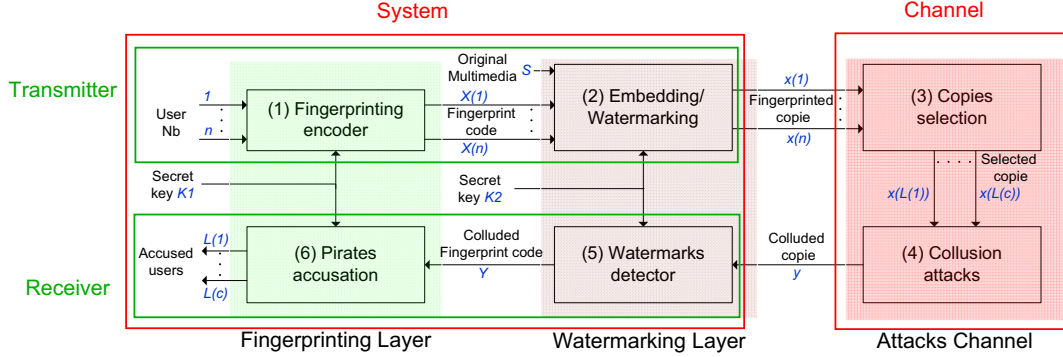 System
Channel
Transmitter
User
Nb
1
n
(1) Fingerprinting
encoder
X(1)
Fingerprint
code
X(n)
Original
Multimedia
S
(2) Embedding/
Watermarking
x(1)
Fingerprinted
copie
x(n)
(3) Copies
selection
Secret
key K1
Secret
key K2
Selected
copie
x(L(1))
x(L(c))
Receiver
Accused
users
L(1)
L(c)
(6) Pirates
accusation
Colluded
Fingerprint code
Y
(5) Watermarks
detector
Colluded
copie
y
(4) Collusion
attacks
Fingerprinting Layer
Watermarking Layer
Attacks Channel